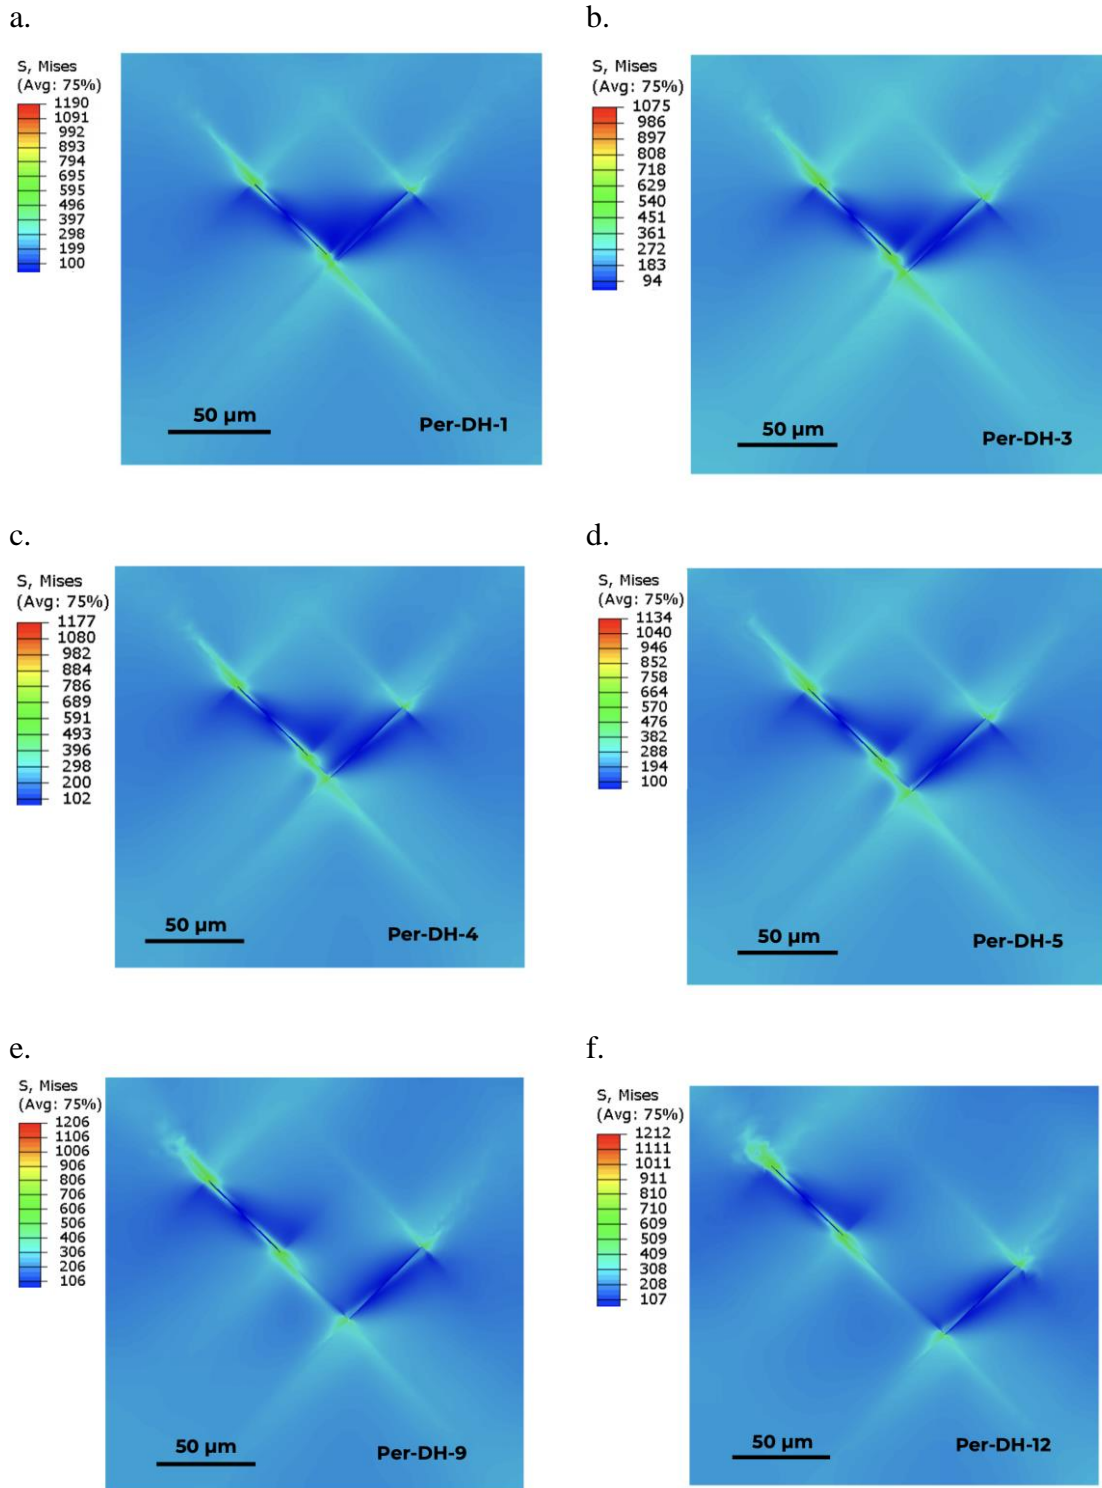 a.
S, Mises
(Avg: 75%)
1190
1091
992
893
794
695
595
496
397
298
199
100
50 µm
Per-DH-1
b.
S, Mises
(Avg: 75%)
1075
986
897
808
718
629
540
451
361
272
183
94
50 µm
Per-DH-3
c.
S, Mises
(Avg: 75%)
1177
1080
982
884
786
689
591
493
396
298
200
102
50 µm
Per-DH-4
d.
S, Mises
(Avg: 75%)
1134
1040
946
852
758
664
570
476
382
288
194
100
50 µm
Per-DH-5
e.
S, Mises
(Avg: 75%)
1206
1106
1006
906
806
706
606
506
406
306
206
106
50 µm
Per-DH-9
f.
S, Mises
(Avg: 75%)
1212
1111
1011
911
810
710
609
509
409
308
208
107
50 µm
Per-DH-12